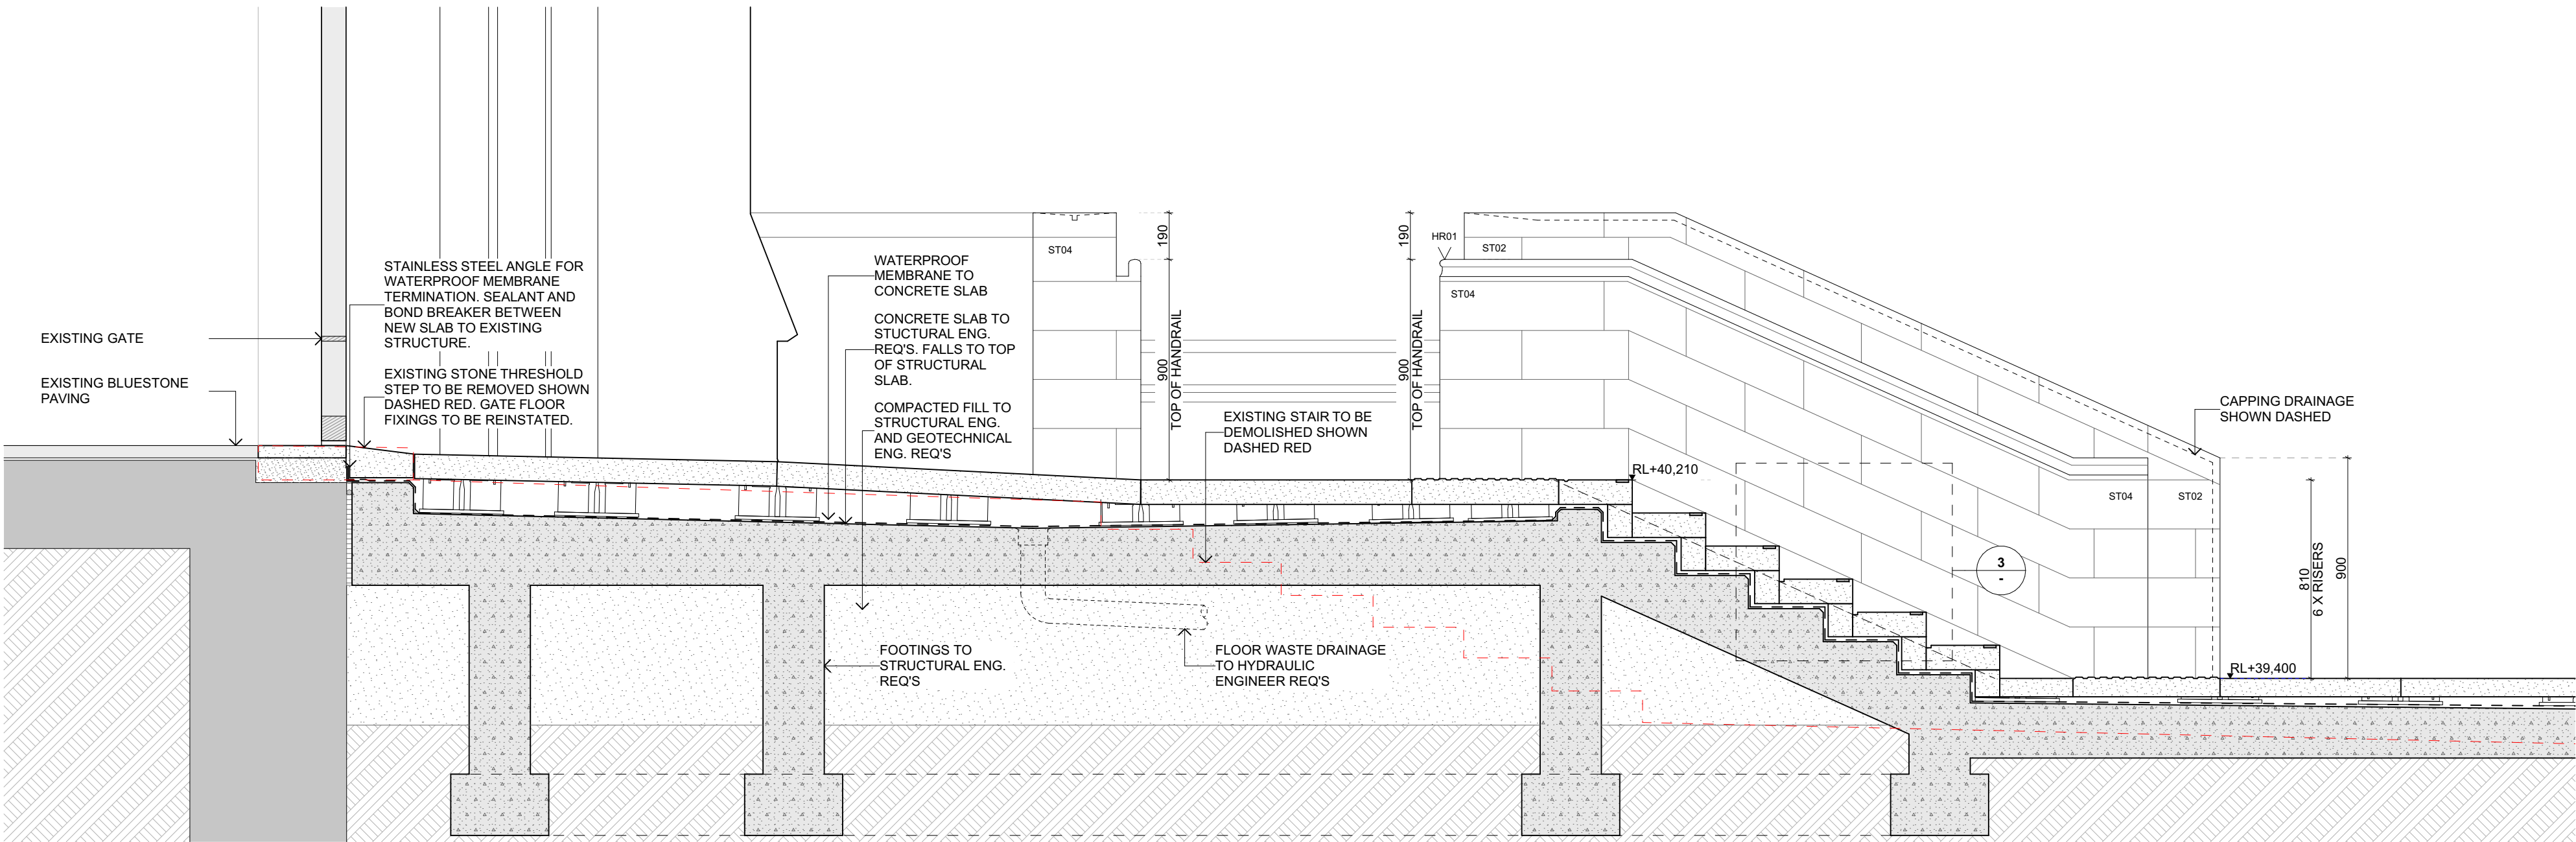 EXISTING GATE
EXISTING BLUESTONE
PAVING
STAINLESS STEEL ANGLE FOR
WATERPROOF MEMBRANE
TERMINATION. SEALANT AND
BOND BREAKER BETWEEN
NEW SLAB TO EXISTING
STRUCTURE.
EXISTING STONE THRESHOLD
STEP TO BE REMOVED SHOWN
DASHED RED. GATE FLOOR
FIXINGS TO BE REINSTATED.
WATERPROOF
MEMBRANE TO
CONCRETE SLAB
CONCRETE SLAB TO
STUCTURAL ENG.
REQ'S. FALLS TO TOP
OF STRUCTURAL
SLAB.
COMPACTED FILL TO
STRUCTURAL ENG.
AND GEOTECHNICAL
ENG. REQ'S
FOOTINGS TO
STRUCTURAL ENG.
REQ'S
ST04
190
900
TOP OF HANDRAIL
EXISTING STAIR TO BE
DEMOLISHED SHOWN
DASHED RED
FLOOR WASTE DRAINAGE
TO HYDRAULIC
ENGINEER REQ'S
190
900
TOP OF HANDRAIL
HR01
ST02
ST04
RL+40,210
3
-
CAPPING DRAINAGE
SHOWN DASHED
ST04
ST02
810
6 X RISERS
900
RL+39,400